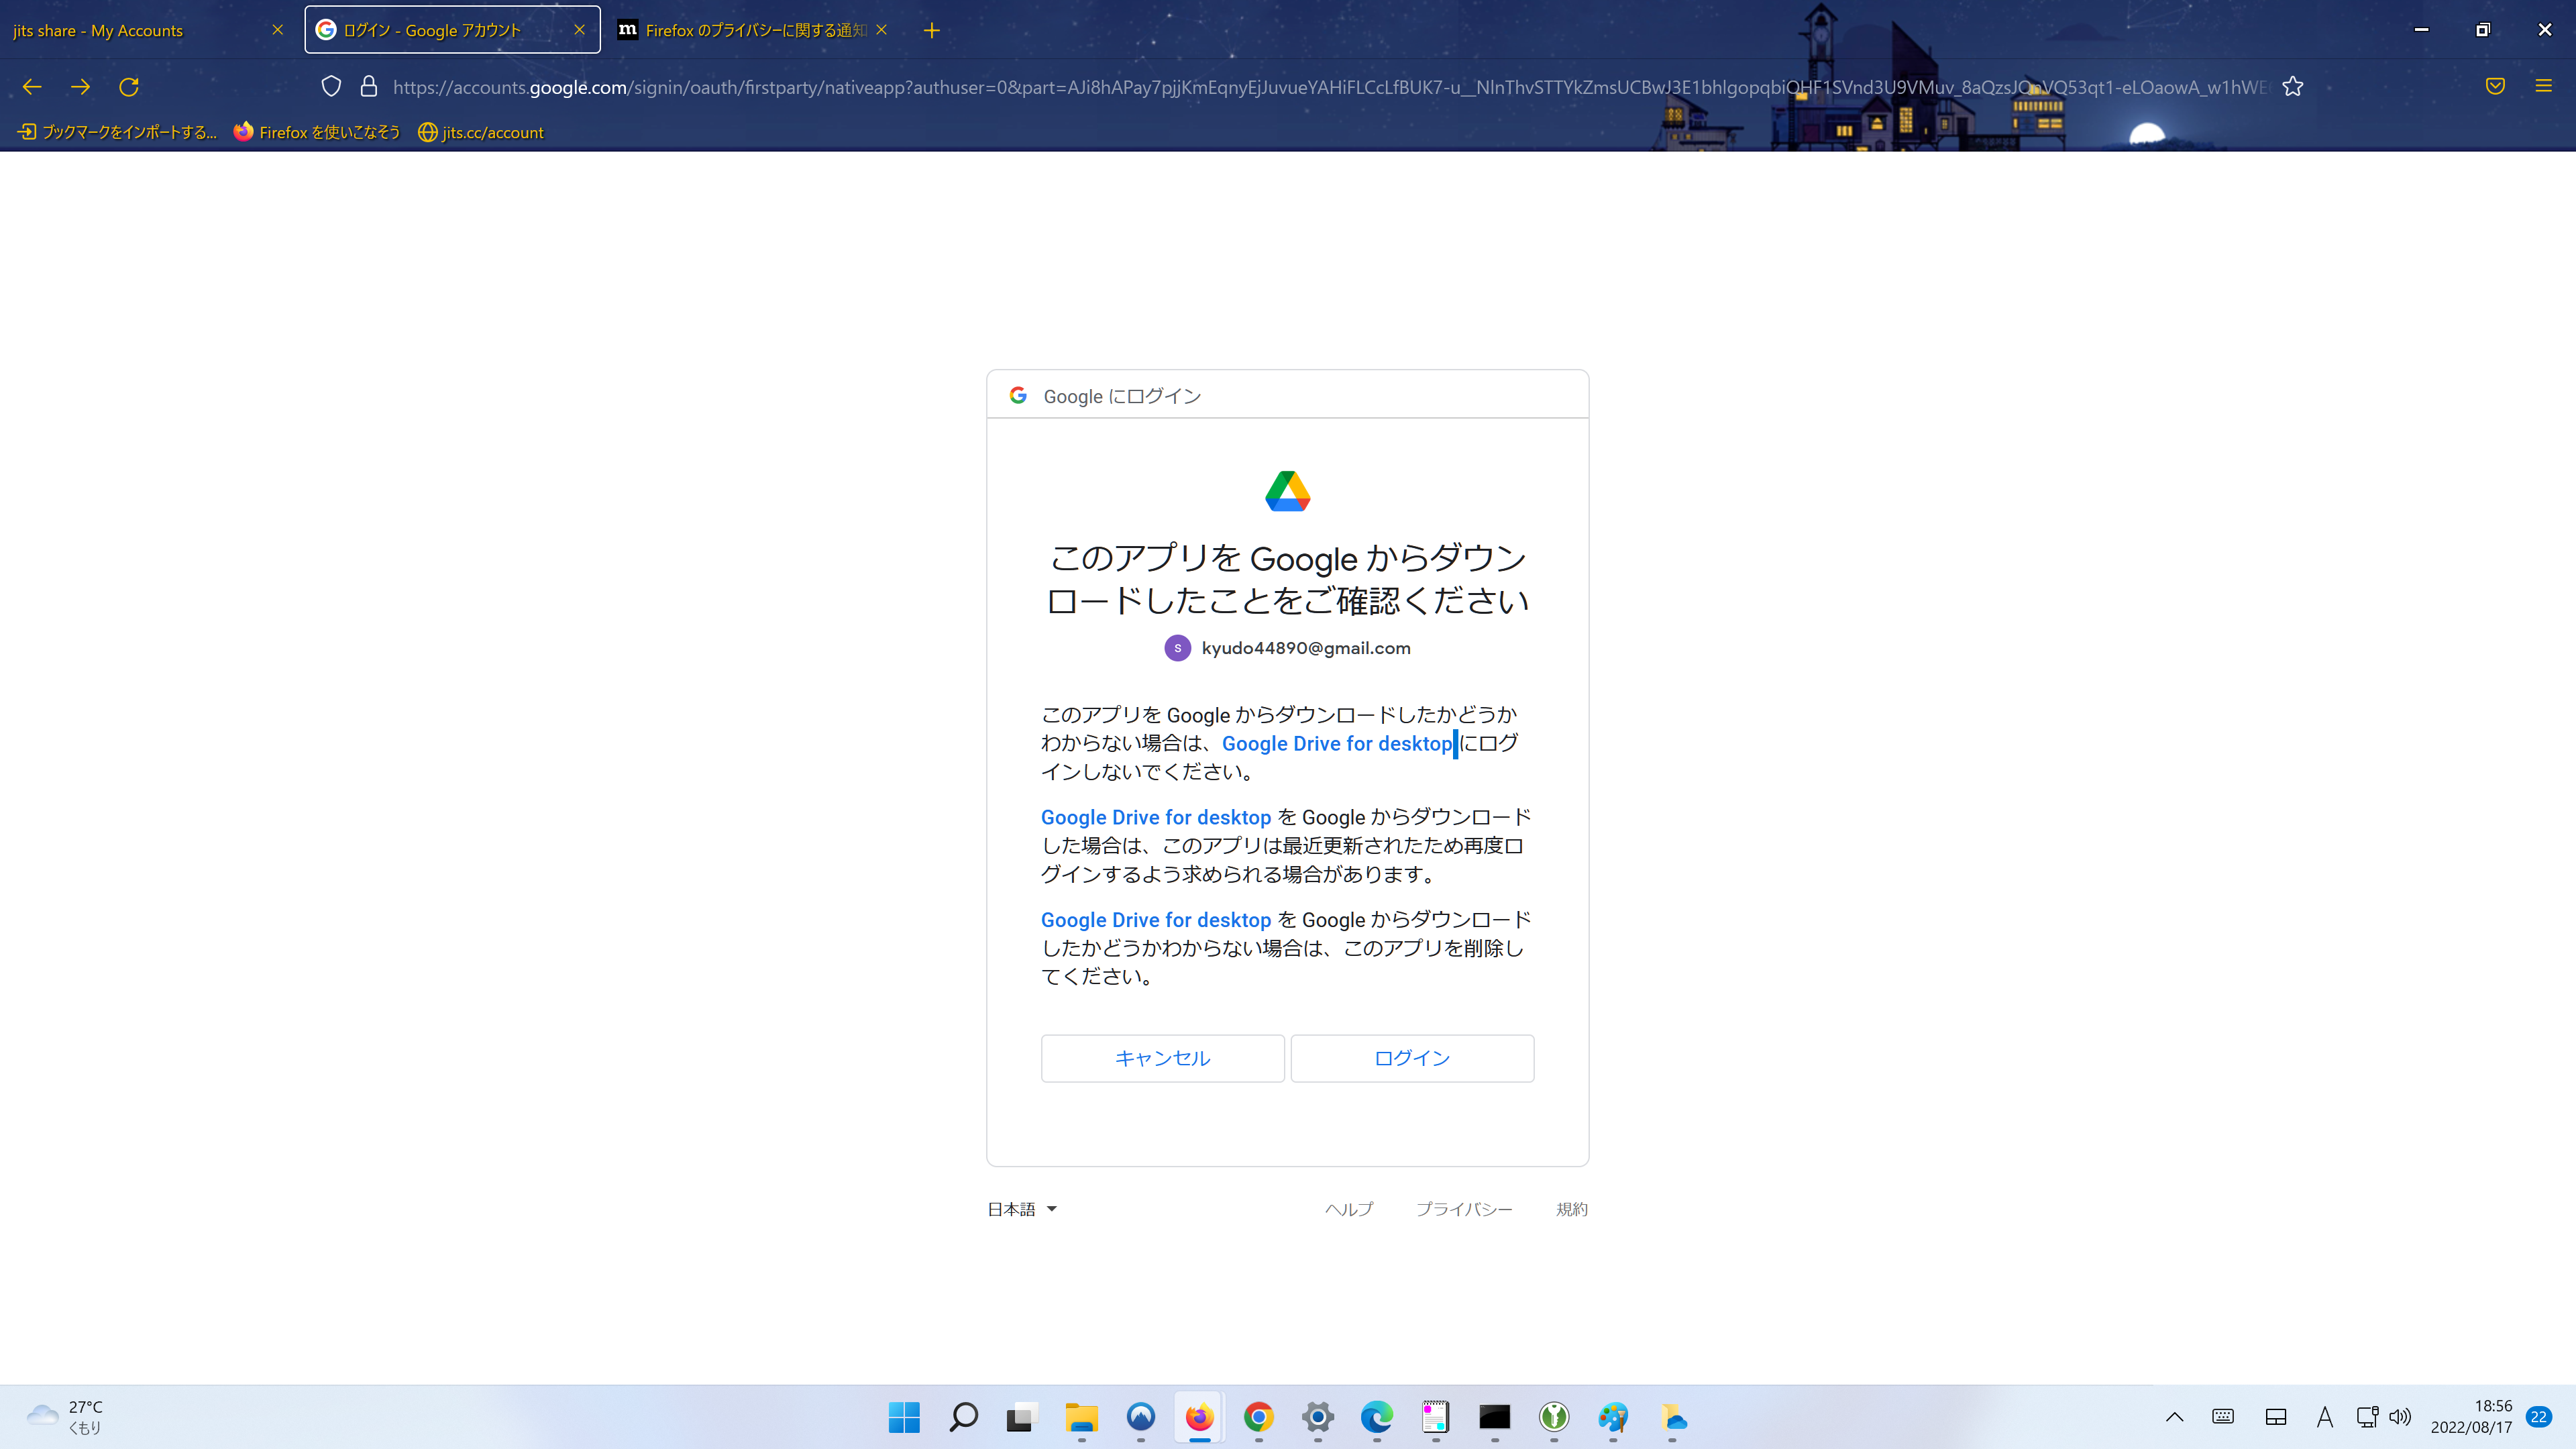 jits share - My Accounts
ログイン - Google アカウント
Firefox のプライバシーに関する通知
https://accounts.google.com/signin/oauth/firstparty/nativeapp?authuser=0&part=
ブックマークをインポートする...
Firefox を使いこなそう
jits.cc/account
Google にログイン
このアプリを Google からダウン
ロードしたことをご確認ください
S
kyudo44890@gmail.com
このアプリを Google からダウンロードしたかどうか
わからない場合は、Google Drive for desktop にログ
インしないでください。
Google Drive for desktop を Google からダウンロード
した場合は、このアプリは最近更新されたため再度ロ
グインするよう求められる場合があります。
Google Drive for desktop を Google からダウンロード
したかどうかわからない場合は、このアプリを削除し
てください。
キャンセル
ログイン
日本語
ヘルプ
プライバシー
規約
27°C
くもり
A
18:56
2022/08/17
22